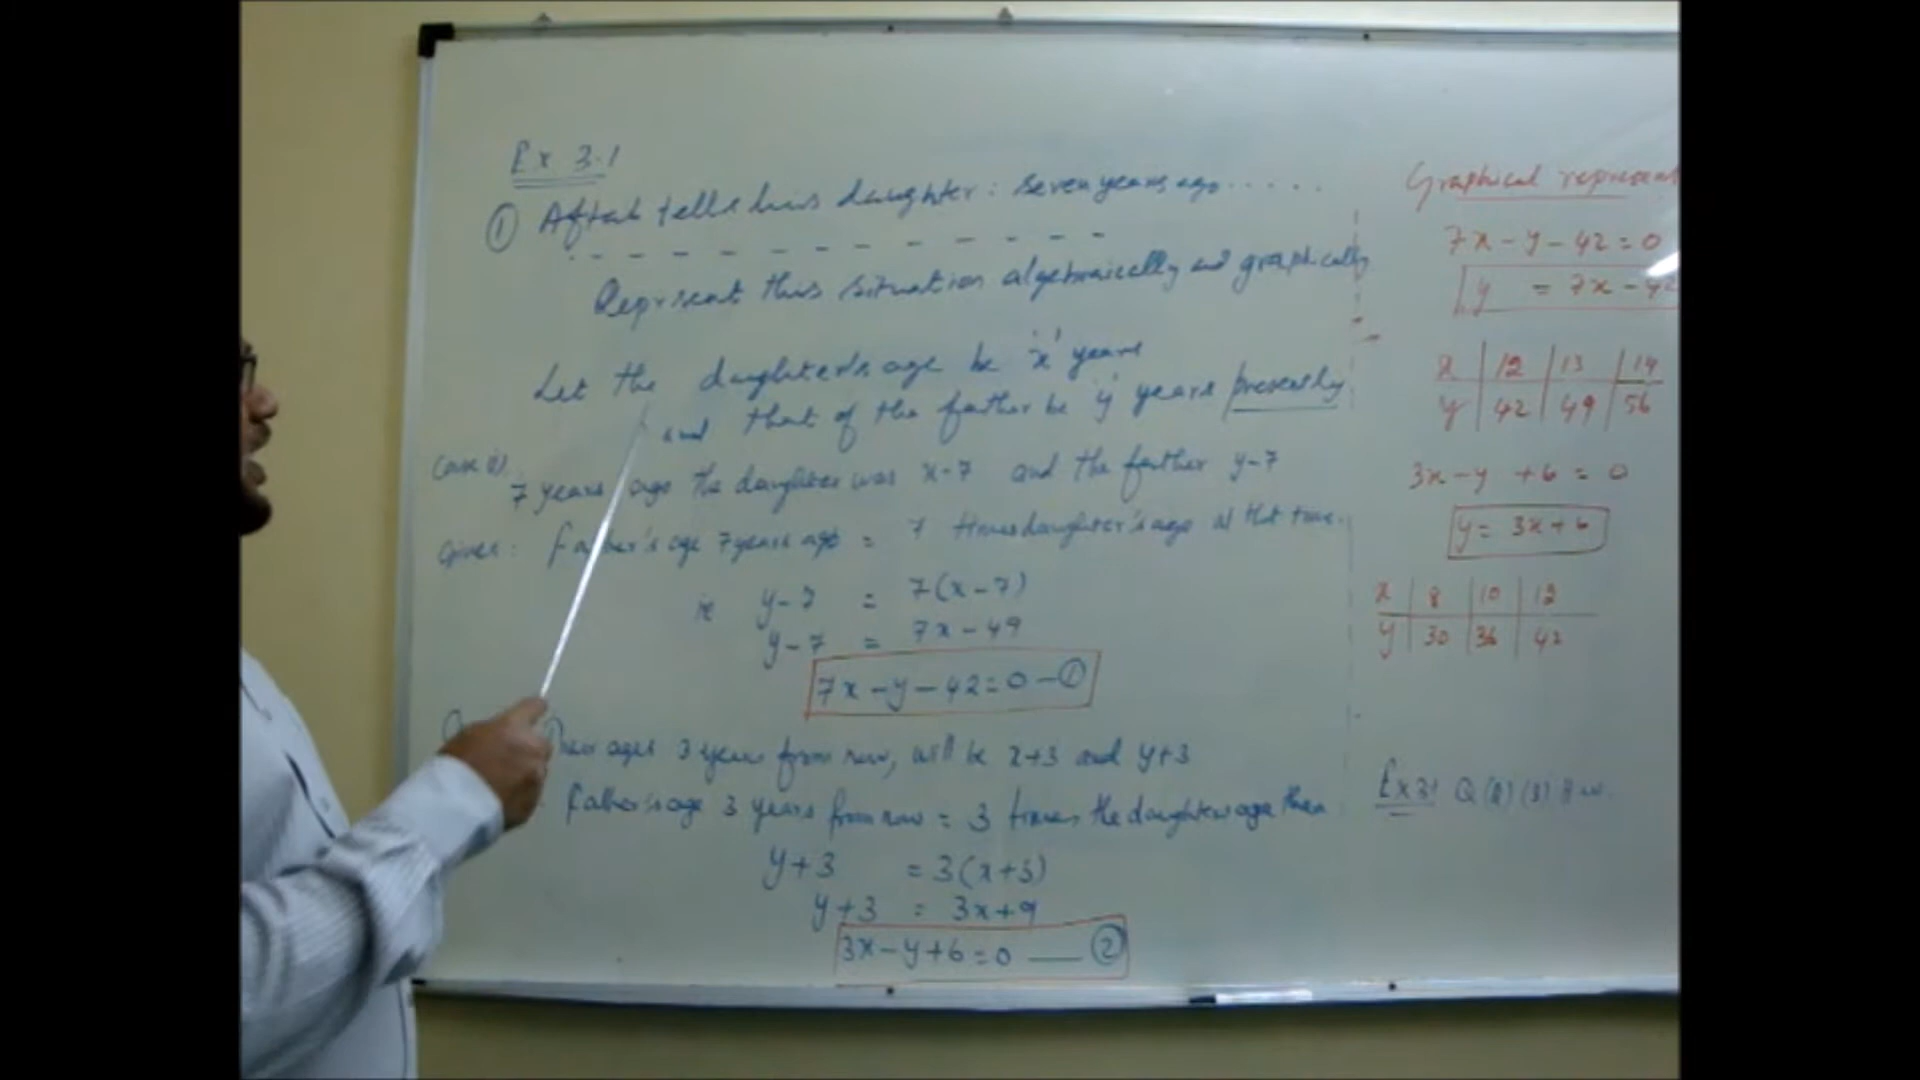 Ex 3.1
① Aftab tells his daughter: seven years ago.....
Represent this situation algebraically and graphically
Let the daughter's age be 'x' years
and that of the father be 'y' years presently
Case i)
7 years ago the daughter was x-7 and the father y-7
Given: father's age 7 years ago = 7 times daughter's age at that time.
ie y-7 = 7(x-7)
y-7 = 7x-49
7x-y-42=0 - ①
ages 3 years from now, will be x+3 and y+3
Father's age 3 years from now = 3 times the daughters age then
y+3 = 3(x+3)
y+3 = 3x+9
3x-y+6=0 — ②
Graphical represent
7x-y-42=0
y = 7x-42
x 12 13 14
y 42 49 56
3x-y+6=0
y = 3x+6
x 8 10 12
y 30 36 42
Ex 3.1 Q (2) (3)